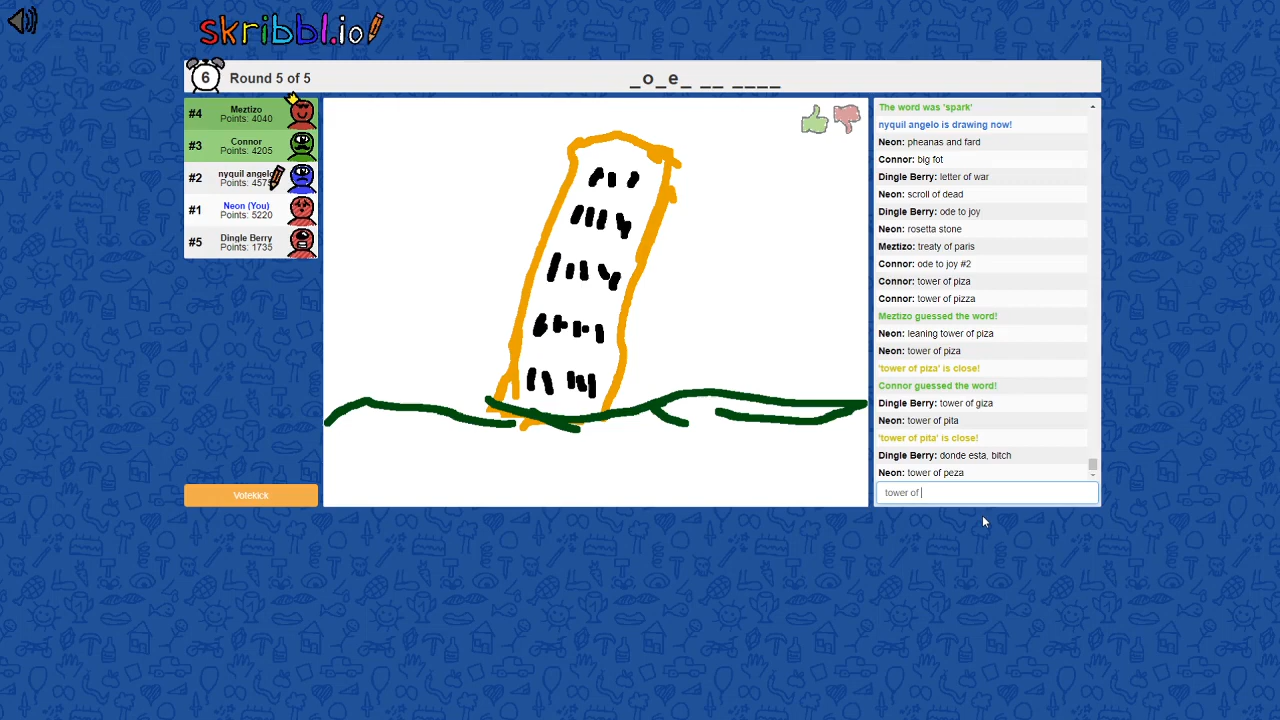 skribbl.io
6
Round 5 of 5
_o_e_ __ ____
#4
Meztizo
Points: 4040
#3
Connor
Points: 4205
#2
nyquil angelo
Points: 4575
#1
Neon (You)
Points: 5220
#5
Dingle Berry
Points: 1735
Votekick
The word was 'spark'
nyquil angelo is drawing now!
Neon: pheanas and fard
Connor: big fot
Dingle Berry: letter of war
Neon: scroll of dead
Dingle Berry: ode to joy
Neon: rosetta stone
Meztizo: treaty of paris
Connor: ode to joy #2
Connor: tower of piza
Connor: tower of pizza
Meztizo guessed the word!
Neon: leaning tower of piza
Neon: tower of piza
'tower of piza' is close!
Connor guessed the word!
Dingle Berry: tower of giza
Neon: tower of pita
'tower of pita' is close!
Dingle Berry: donde esta, bitch
Neon: tower of peza
tower of